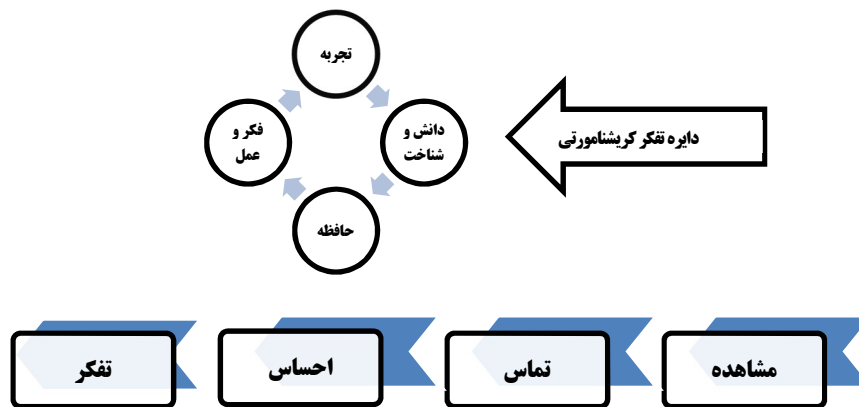 تجربه
فکر و
عمل
دانش و
شناخت
دایره تفکر کریشنامورتی
حافظه
مشاهده
تماس
احساس
تفکر